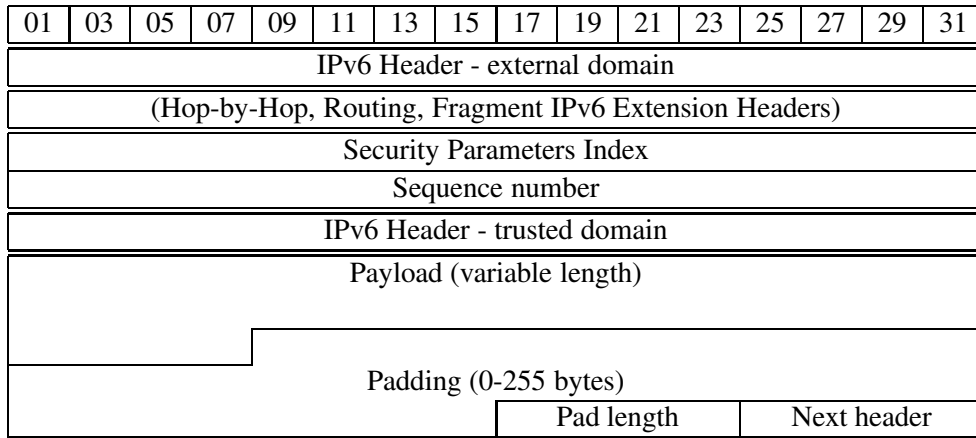 01 03 05 07 09 11 13 15 17 19 21 23 25 27 29 31
IPv6 Header - external domain
(Hop-by-Hop, Routing, Fragment IPv6 Extension Headers)
Security Parameters Index
Sequence number
IPv6 Header - trusted domain
Payload (variable length)
Padding (0-255 bytes)
Pad length Next header